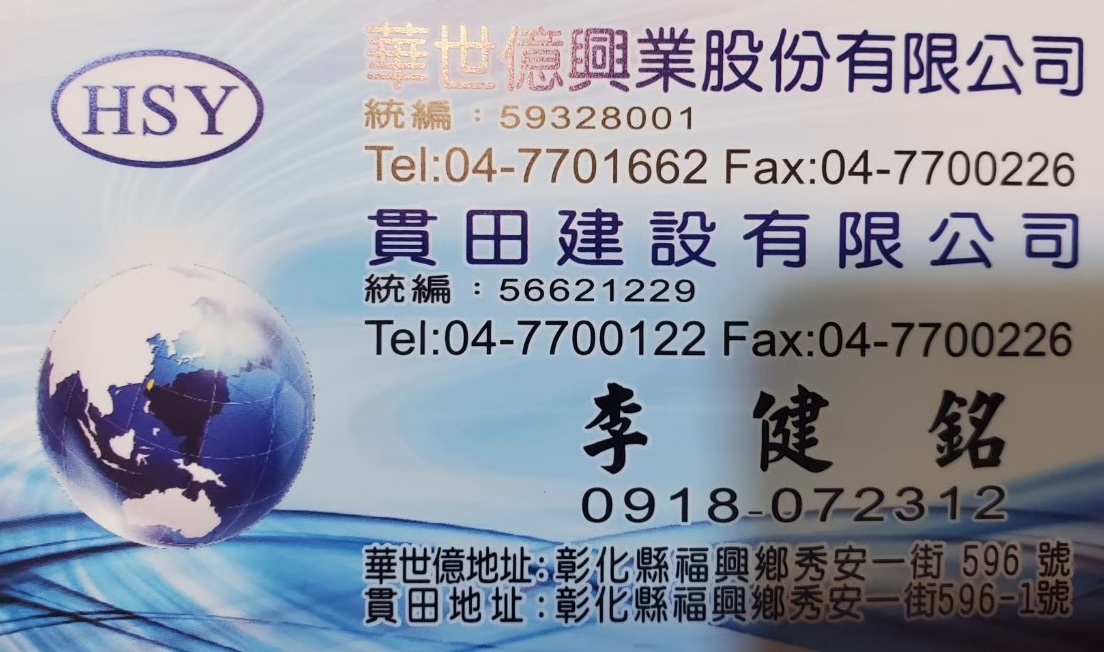 HSY
華世億興業股份有限公司
統編：59328001
Tel:04-7701662 Fax:04-7700226
貫田建設有限公司
統編：56621229
Tel:04-7700122 Fax:04-7700226
李健銘
0918-072312
華世億地址:彰化縣福興鄉秀安一街 596 號
貫田地址:彰化縣福興鄉秀安一街596-1號